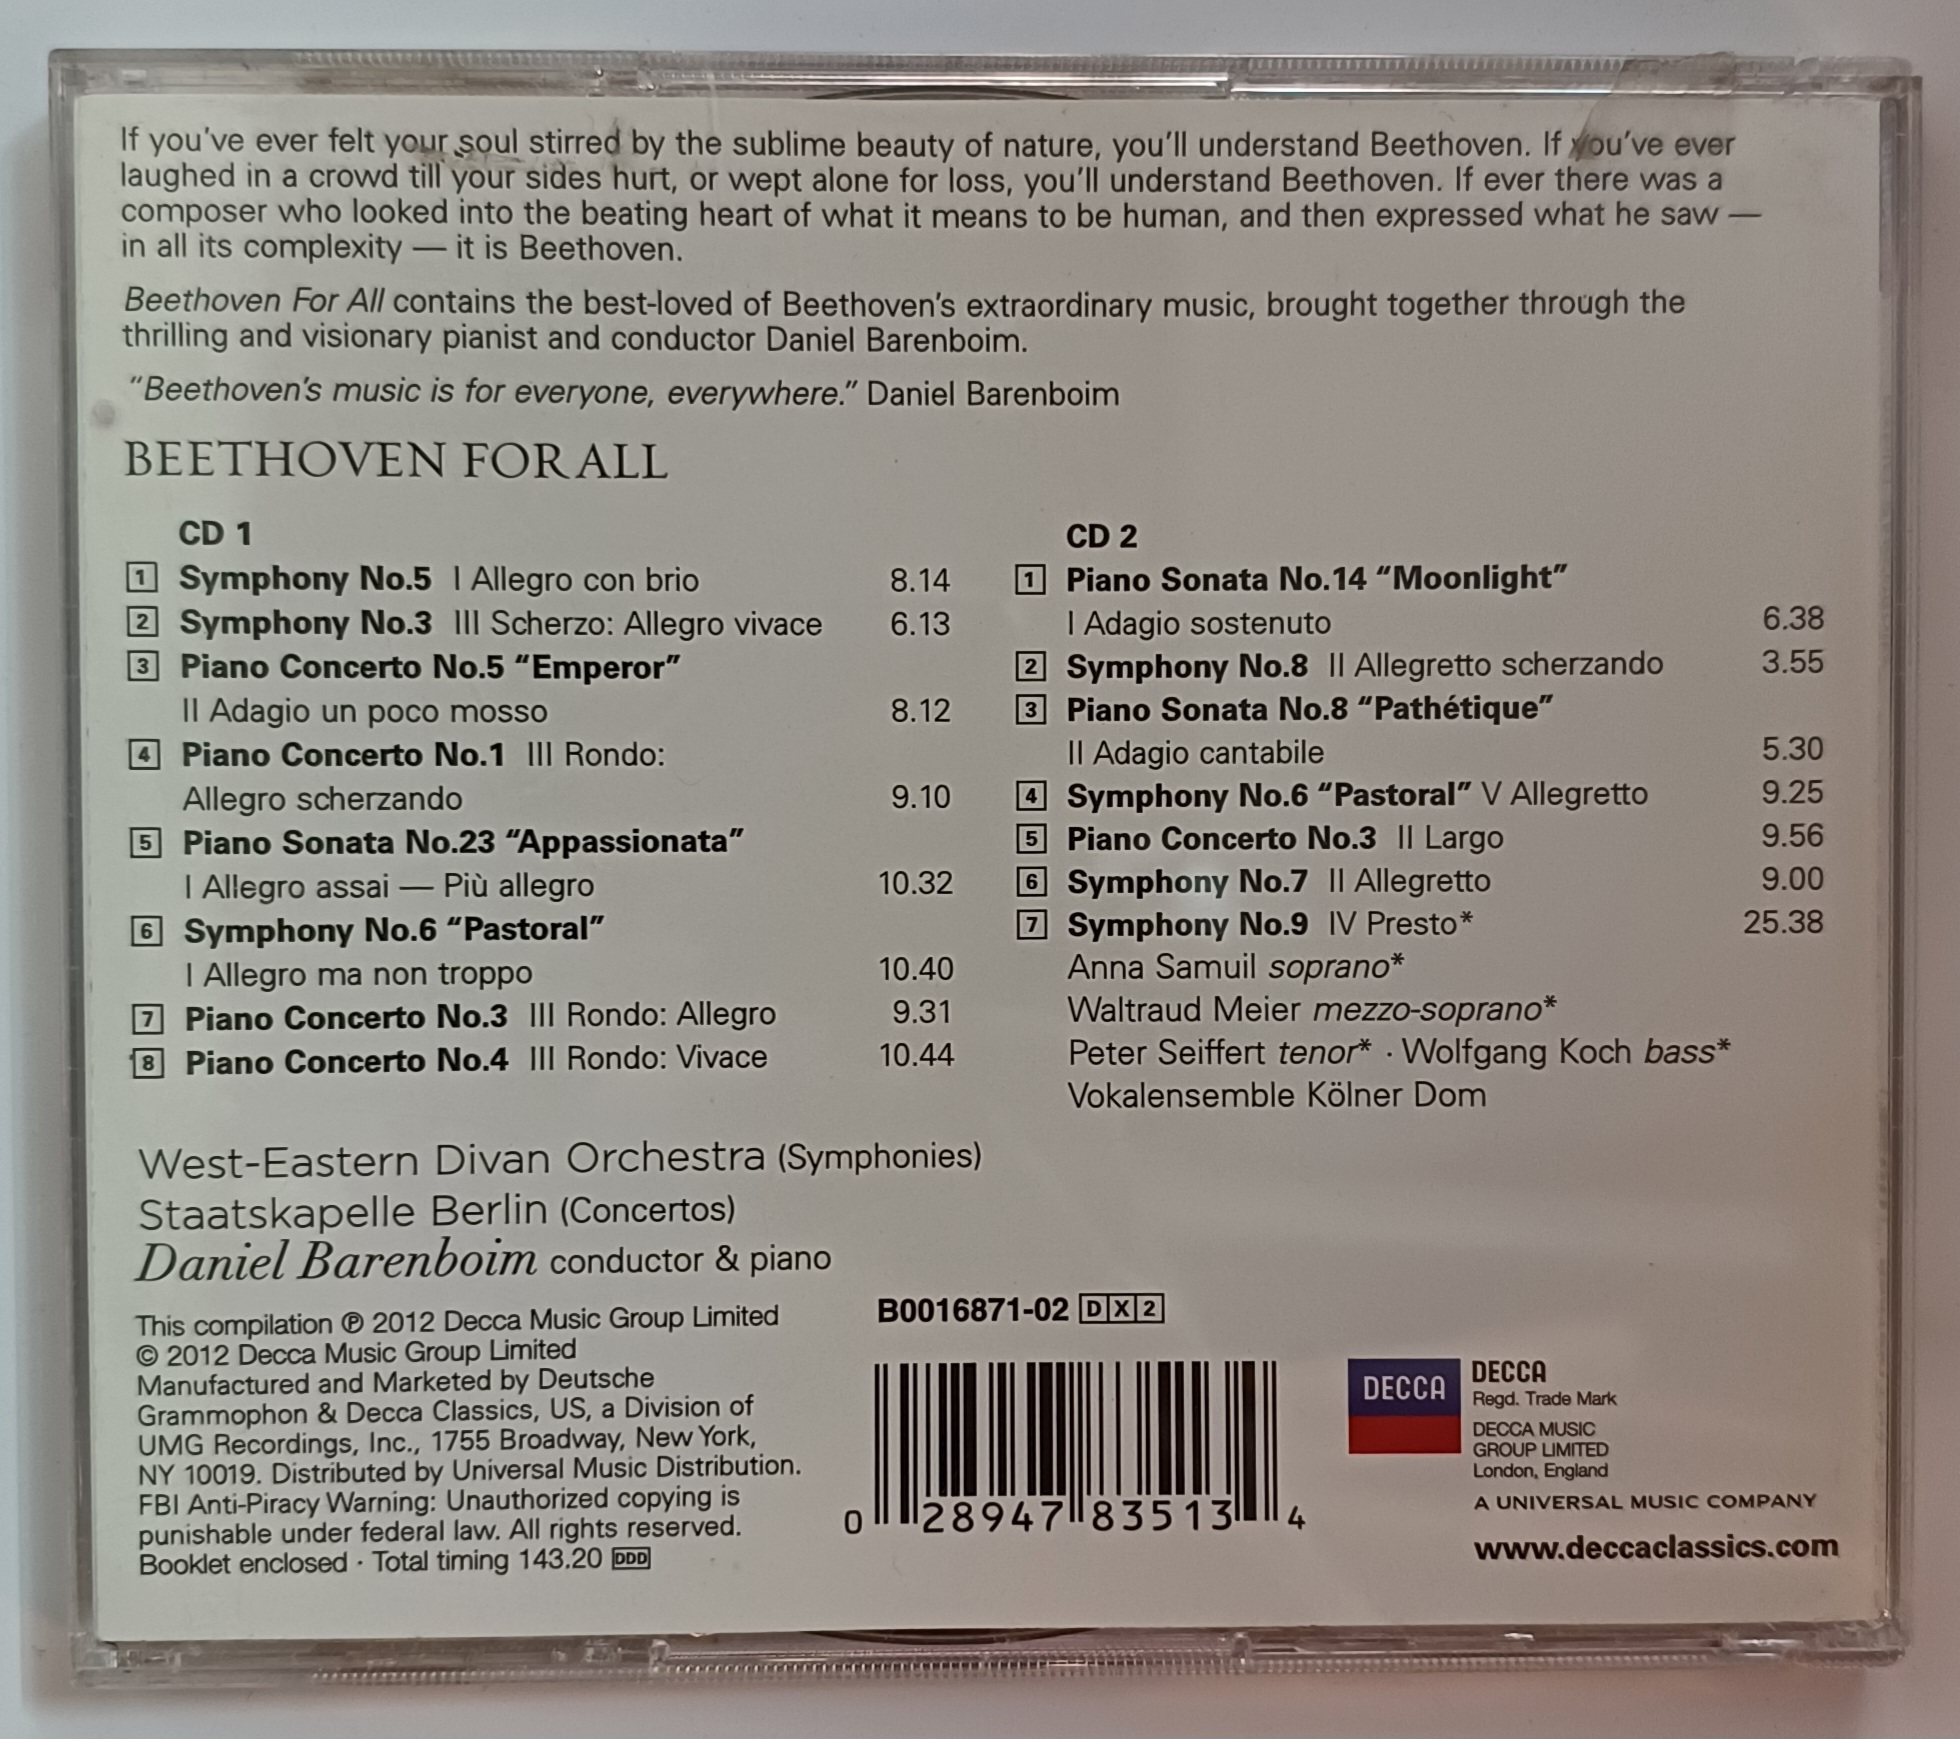 If you've ever felt your soul stirred by the sublime beauty of nature, you'll understand Beethoven. If you've ever
laughed in a crowd till your sides hurt, or wept alone for loss, you'll understand Beethoven. If ever there was a
composer who looked into the beating heart of what it means to be human, and then expressed what he saw —
in all its complexity — it is Beethoven.
Beethoven For All contains the best-loved of Beethoven's extraordinary music, brought together through the
thrilling and visionary pianist and conductor Daniel Barenboim.
“Beethoven's music is for everyone, everywhere.” Daniel Barenboim
BEETHOVEN FOR ALL
CD 1
1 Symphony No.5 I Allegro con brio 8.14
2 Symphony No.3 III Scherzo: Allegro vivace 6.13
3 Piano Concerto No.5 “Emperor”
II Adagio un poco mosso 8.12
4 Piano Concerto No.1 III Rondo:
Allegro scherzando 9.10
5 Piano Sonata No.23 “Appassionata”
I Allegro assai — Più allegro 10.32
6 Symphony No.6 “Pastoral”
I Allegro ma non troppo 10.40
7 Piano Concerto No.3 III Rondo: Allegro 9.31
8 Piano Concerto No.4 III Rondo: Vivace 10.44
CD 2
1 Piano Sonata No.14 “Moonlight”
I Adagio sostenuto 6.38
2 Symphony No.8 II Allegretto scherzando 3.55
3 Piano Sonata No.8 “Pathétique”
II Adagio cantabile 5.30
4 Symphony No.6 “Pastoral” V Allegretto 9.25
5 Piano Concerto No.3 II Largo 9.56
6 Symphony No.7 II Allegretto 9.00
7 Symphony No.9 IV Presto* 25.38
Anna Samuil soprano*
Waltraud Meier mezzo-soprano*
Peter Seiffert tenor* · Wolfgang Koch bass*
Vokalensemble Kölner Dom
West-Eastern Divan Orchestra (Symphonies)
Staatskapelle Berlin (Concertos)
Daniel Barenboim conductor & piano
This compilation ℗ 2012 Decca Music Group Limited
© 2012 Decca Music Group Limited
Manufactured and Marketed by Deutsche
Grammophon & Decca Classics, US, a Division of
UMG Recordings, Inc., 1755 Broadway, New York,
NY 10019. Distributed by Universal Music Distribution.
FBI Anti-Piracy Warning: Unauthorized copying is
punishable under federal law. All rights reserved.
Booklet enclosed · Total timing 143.20 DDD
B0016871-02 D X 2
0 28947 83513 4
DECCA
DECCA
Regd. Trade Mark
DECCA MUSIC
GROUP LIMITED
London, England
A UNIVERSAL MUSIC COMPANY
www.deccaclassics.com